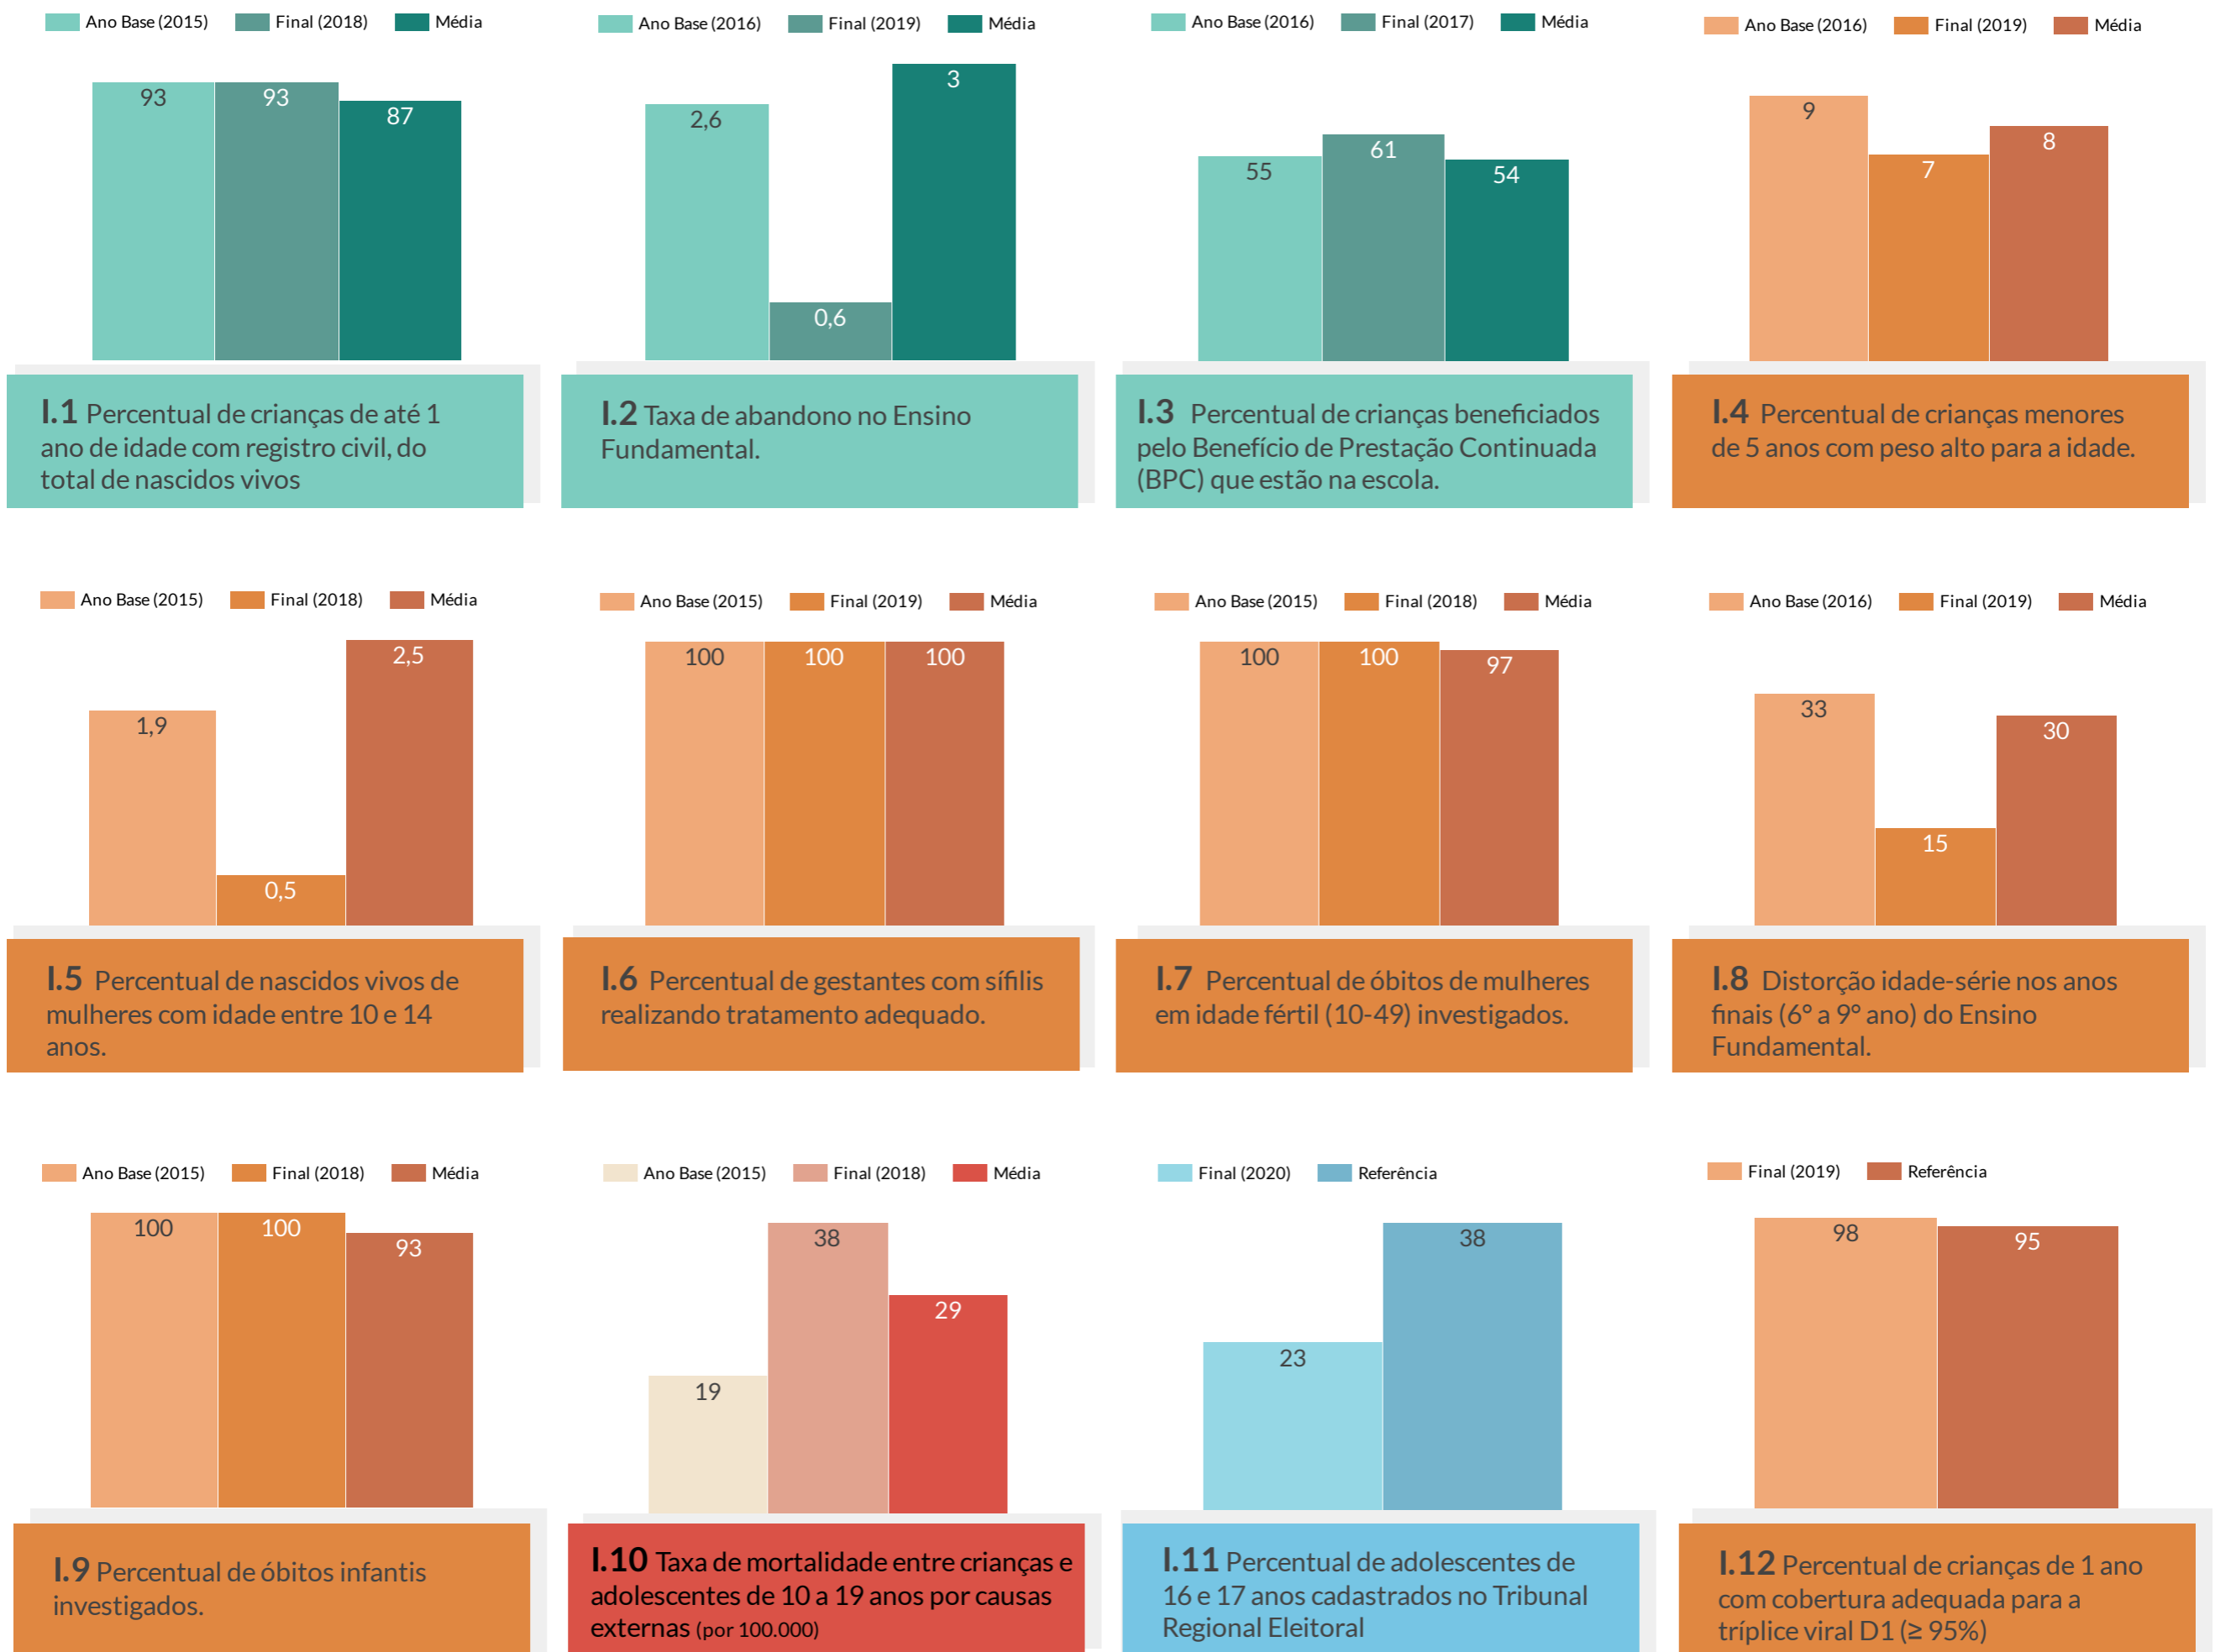 Ano Base (2015) Final (2018) Média
93 93 87
I.1 Percentual de crianças de até 1
ano de idade com registro civil, do
total de nascidos vivos
Ano Base (2016) Final (2019) Média
2,6 0,6 3
I.2 Taxa de abandono no Ensino
Fundamental.
Ano Base (2016) Final (2017) Média
55 61 54
I.3 Percentual de crianças beneficiados
pelo Benefício de Prestação Continuada
(BPC) que estão na escola.
Ano Base (2016) Final (2019) Média
9 7 8
I.4 Percentual de crianças menores
de 5 anos com peso alto para a idade.
Ano Base (2015) Final (2018) Média
1,9 0,5 2,5
I.5 Percentual de nascidos vivos de
mulheres com idade entre 10 e 14
anos.
Ano Base (2015) Final (2019) Média
100 100 100
I.6 Percentual de gestantes com sífilis
realizando tratamento adequado.
Ano Base (2015) Final (2018) Média
100 100 97
I.7 Percentual de óbitos de mulheres
em idade fértil (10-49) investigados.
Ano Base (2016) Final (2019) Média
33 15 30
I.8 Distorção idade-série nos anos
finais (6º a 9º ano) do Ensino
Fundamental.
Ano Base (2015) Final (2018) Média
100 100 93
I.9 Percentual de óbitos infantis
investigados.
Ano Base (2015) Final (2018) Média
19 38 29
I.10 Taxa de mortalidade entre crianças e
adolescentes de 10 a 19 anos por causas
externas (por 100.000)
Final (2020) Referência
23 38
I.11 Percentual de adolescentes de
16 e 17 anos cadastrados no Tribunal
Regional Eleitoral
Final (2019) Referência
98 95
I.12 Percentual de crianças de 1 ano
com cobertura adequada para a
tríplice viral D1 (≥ 95%)